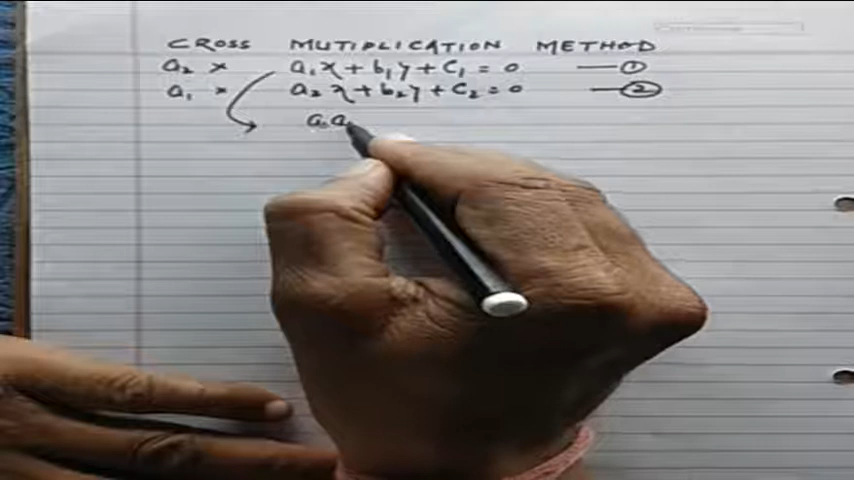 CROSS MUTIPLICATION METHOD
a₂ × a₁x + b₁y + c₁ = 0 —— ①
a₁ × a₂x + b₂y + c₂ = 0 —— ②
a₁a₂